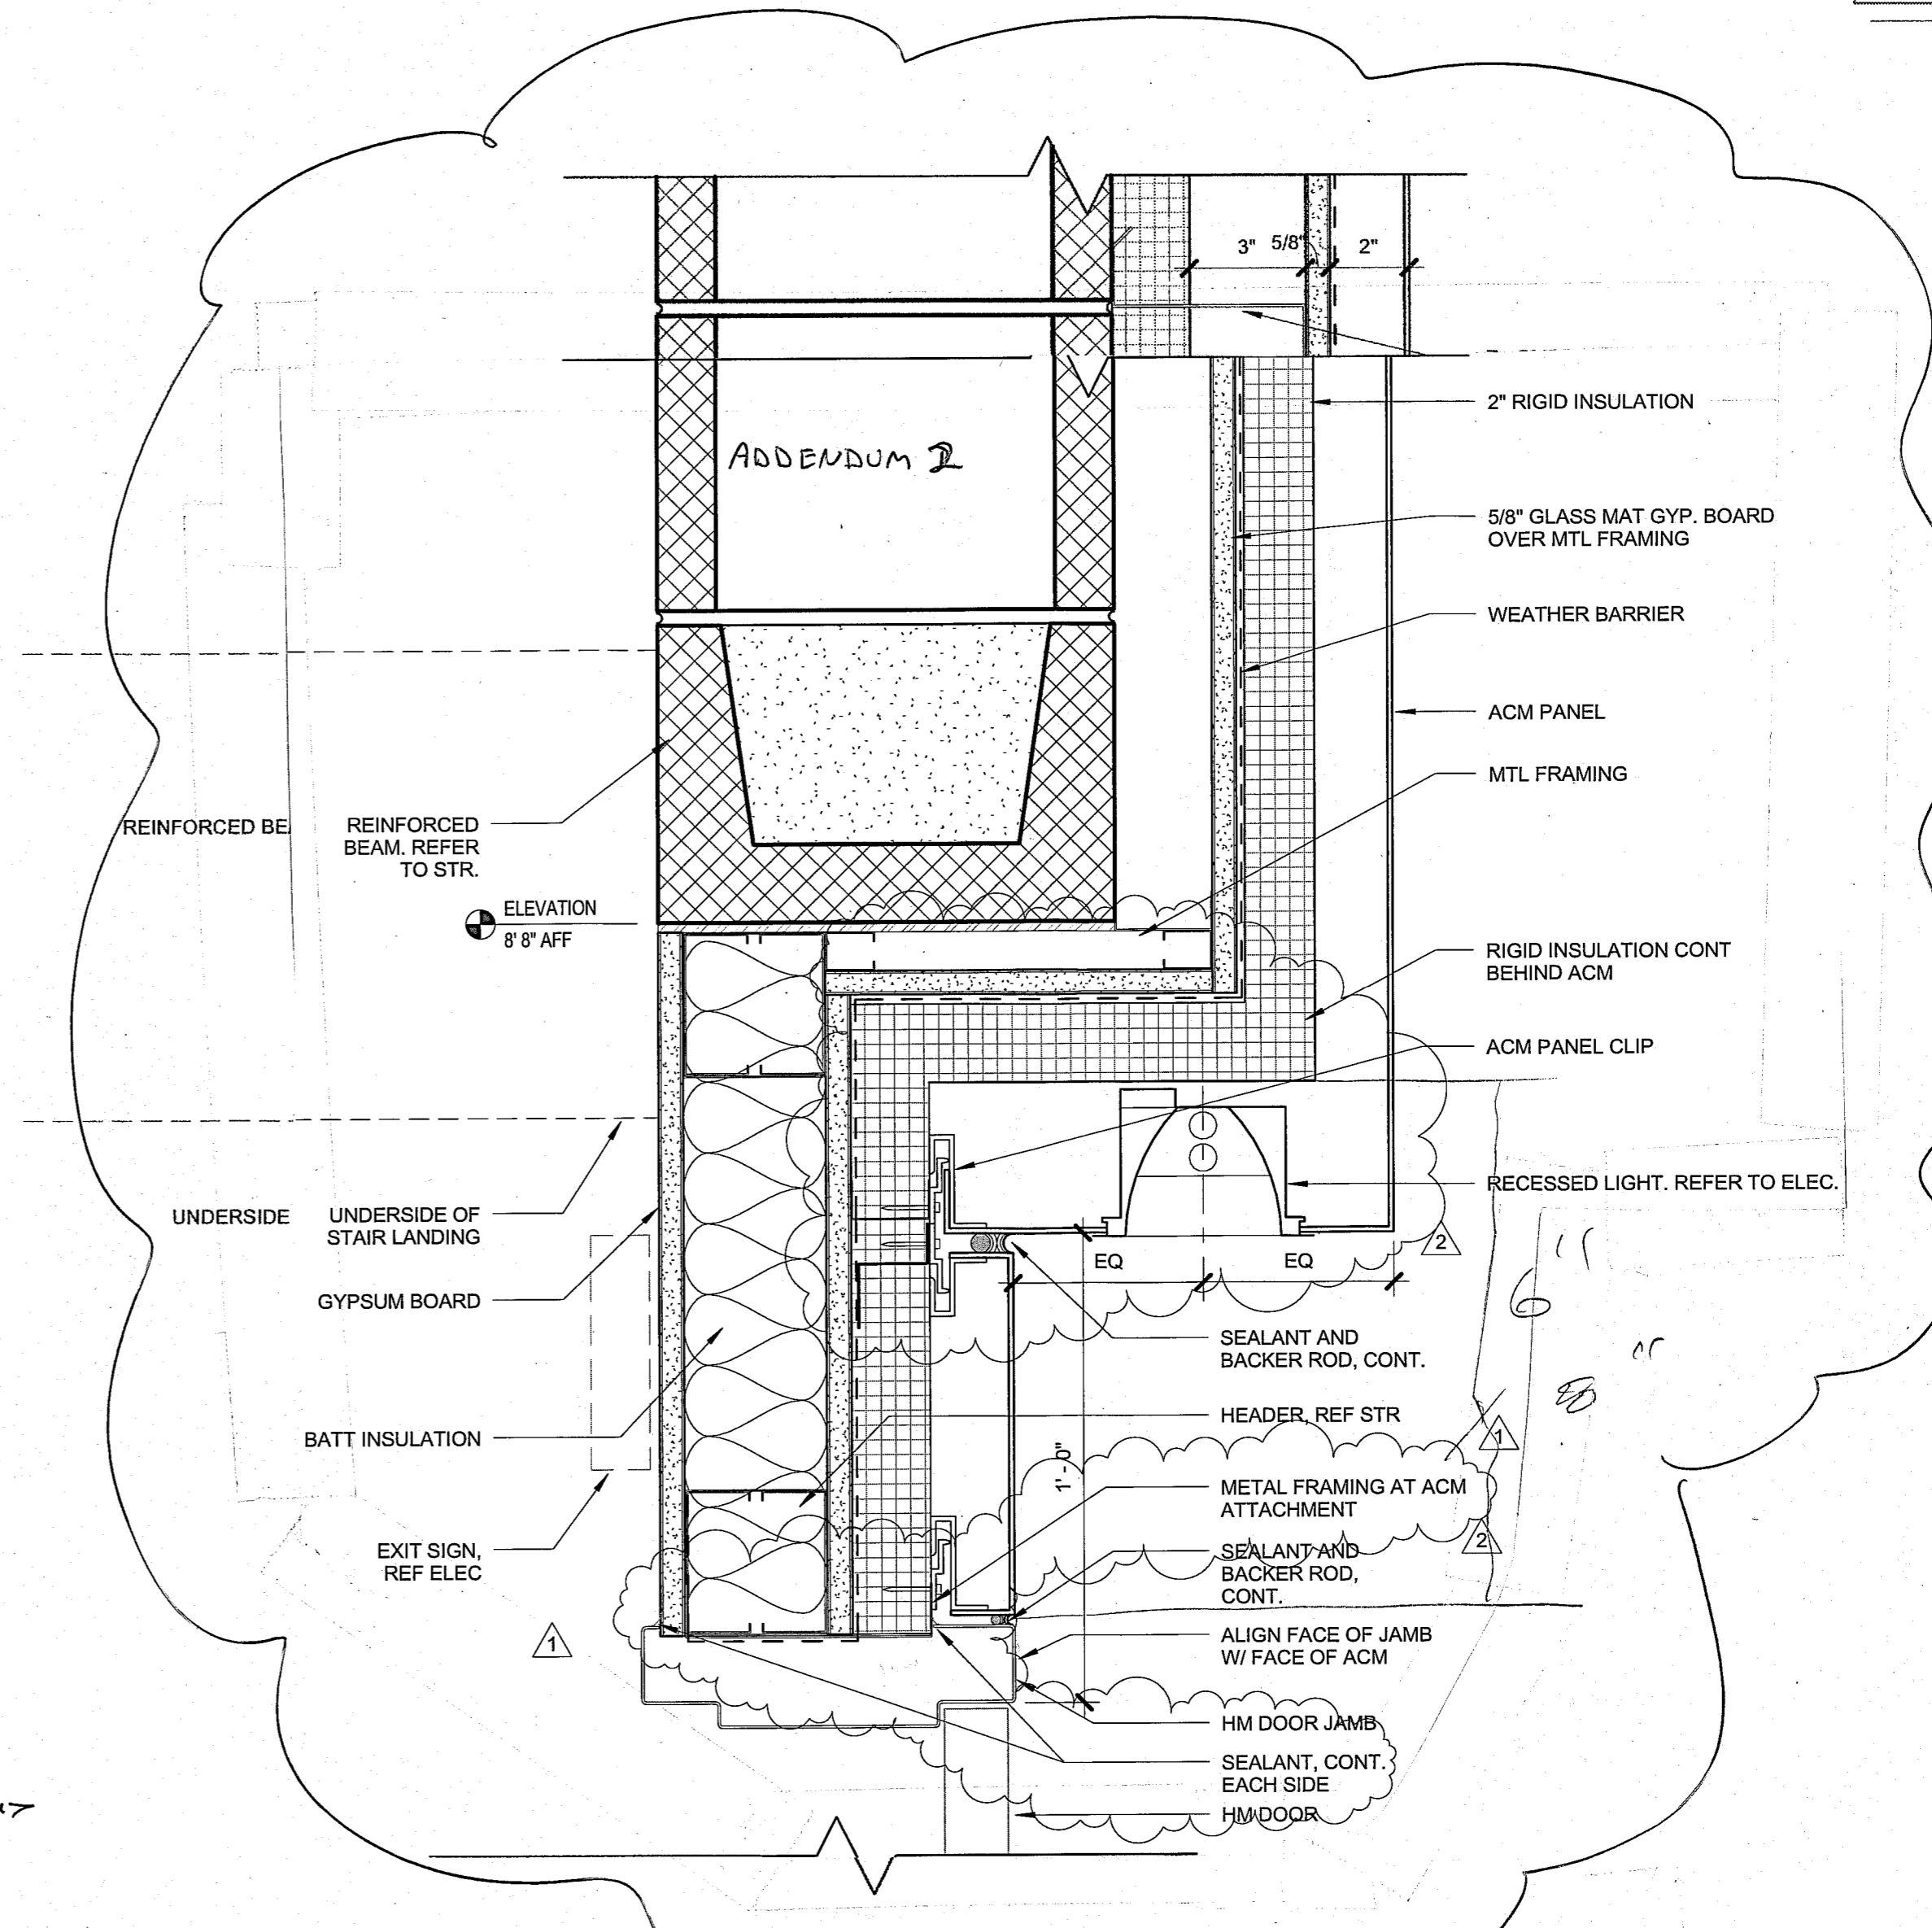 3" 5/8" 2"
2" RIGID INSULATION
ADDENDUM 2
5/8" GLASS MAT GYP. BOARD
OVER MTL FRAMING
WEATHER BARRIER
ACM PANEL
MTL FRAMING
REINFORCED BE
REINFORCED
BEAM. REFER
TO STR.
ELEVATION
8' 8" AFF
RIGID INSULATION CONT
BEHIND ACM
ACM PANEL CLIP
RECESSED LIGHT. REFER TO ELEC.
UNDERSIDE
UNDERSIDE OF
STAIR LANDING
2
EQ EQ
6"
GYPSUM BOARD
SEALANT AND
BACKER ROD, CONT.
8"
HEADER, REF STR
1
BATT INSULATION
1' - 0"
METAL FRAMING AT ACM
ATTACHMENT
2
EXIT SIGN,
REF ELEC
SEALANT AND
BACKER ROD,
CONT.
1
ALIGN FACE OF JAMB
W/ FACE OF ACM
HM DOOR JAMB
SEALANT, CONT.
EACH SIDE
HM DOOR